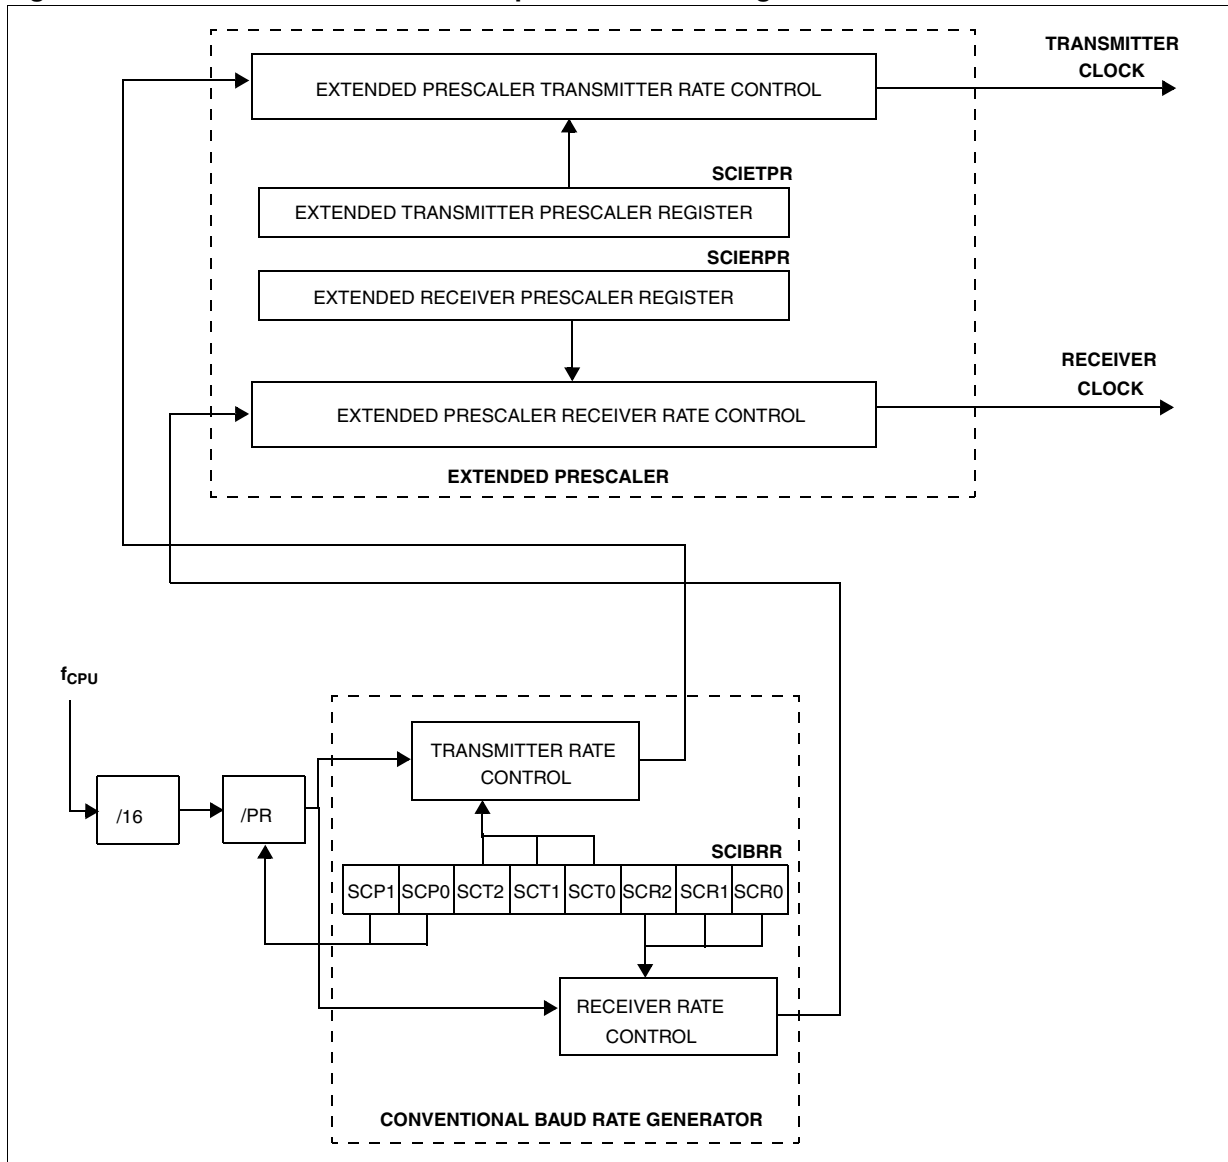 TRANSMITTER
CLOCK
EXTENDED PRESCALER TRANSMITTER RATE CONTROL
SCIETPR
EXTENDED TRANSMITTER PRESCALER REGISTER
SCIERPR
EXTENDED RECEIVER PRESCALER REGISTER
RECEIVER
CLOCK
EXTENDED PRESCALER RECEIVER RATE CONTROL
EXTENDED PRESCALER
fCPU
TRANSMITTER RATE
CONTROL
/16
/PR
SCIBRR
SCP1 SCP0 SCT2 SCT1 SCT0 SCR2 SCR1 SCR0
RECEIVER RATE
CONTROL
CONVENTIONAL BAUD RATE GENERATOR